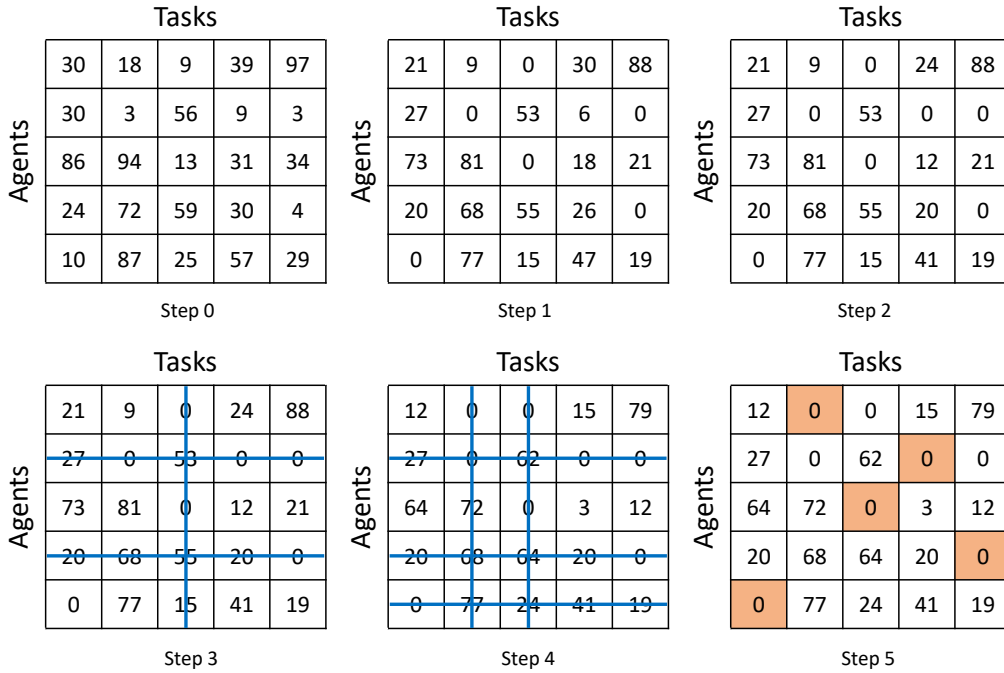 Tasks Tasks Tasks
Agents Agents Agents
30 18 9 39 97
30 3 56 9 3
86 94 13 31 34
24 72 59 30 4
10 87 25 57 29
Step 0
21 9 0 30 88
27 0 53 6 0
73 81 0 18 21
20 68 55 26 0
0 77 15 47 19
Step 1
21 9 0 24 88
27 0 53 0 0
73 81 0 12 21
20 68 55 20 0
0 77 15 41 19
Step 2
Tasks Tasks Tasks
Agents Agents Agents
21 9 0 24 88
27 0 53 0 0
73 81 0 12 21
20 68 55 20 0
0 77 15 41 19
Step 3
12 0 0 15 79
27 0 62 0 0
64 72 0 3 12
20 68 64 20 0
0 77 24 41 19
Step 4
12 0 0 15 79
27 0 62 0 0
64 72 0 3 12
20 68 64 20 0
0 77 24 41 19
Step 5